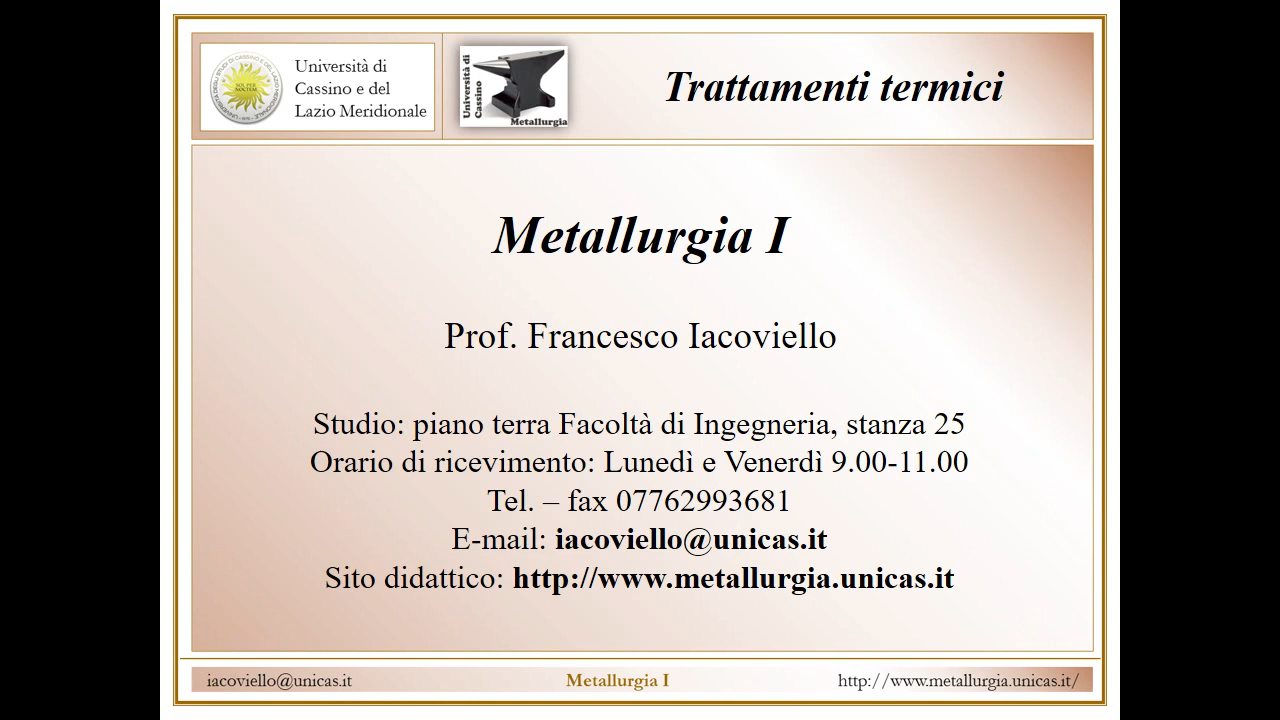 Università di
Cassino e del
Lazio Meridionale
Università di
Cassino
Metallurgia
Trattamenti termici
Metallurgia I
Prof. Francesco Iacoviello
Studio: piano terra Facoltà di Ingegneria, stanza 25
Orario di ricevimento: Lunedì e Venerdì 9.00-11.00
Tel. – fax 07762993681
E-mail: iacoviello@unicas.it
Sito didattico: http://www.metallurgia.unicas.it
iacoviello@unicas.it
Metallurgia I
http://www.metallurgia.unicas.it/